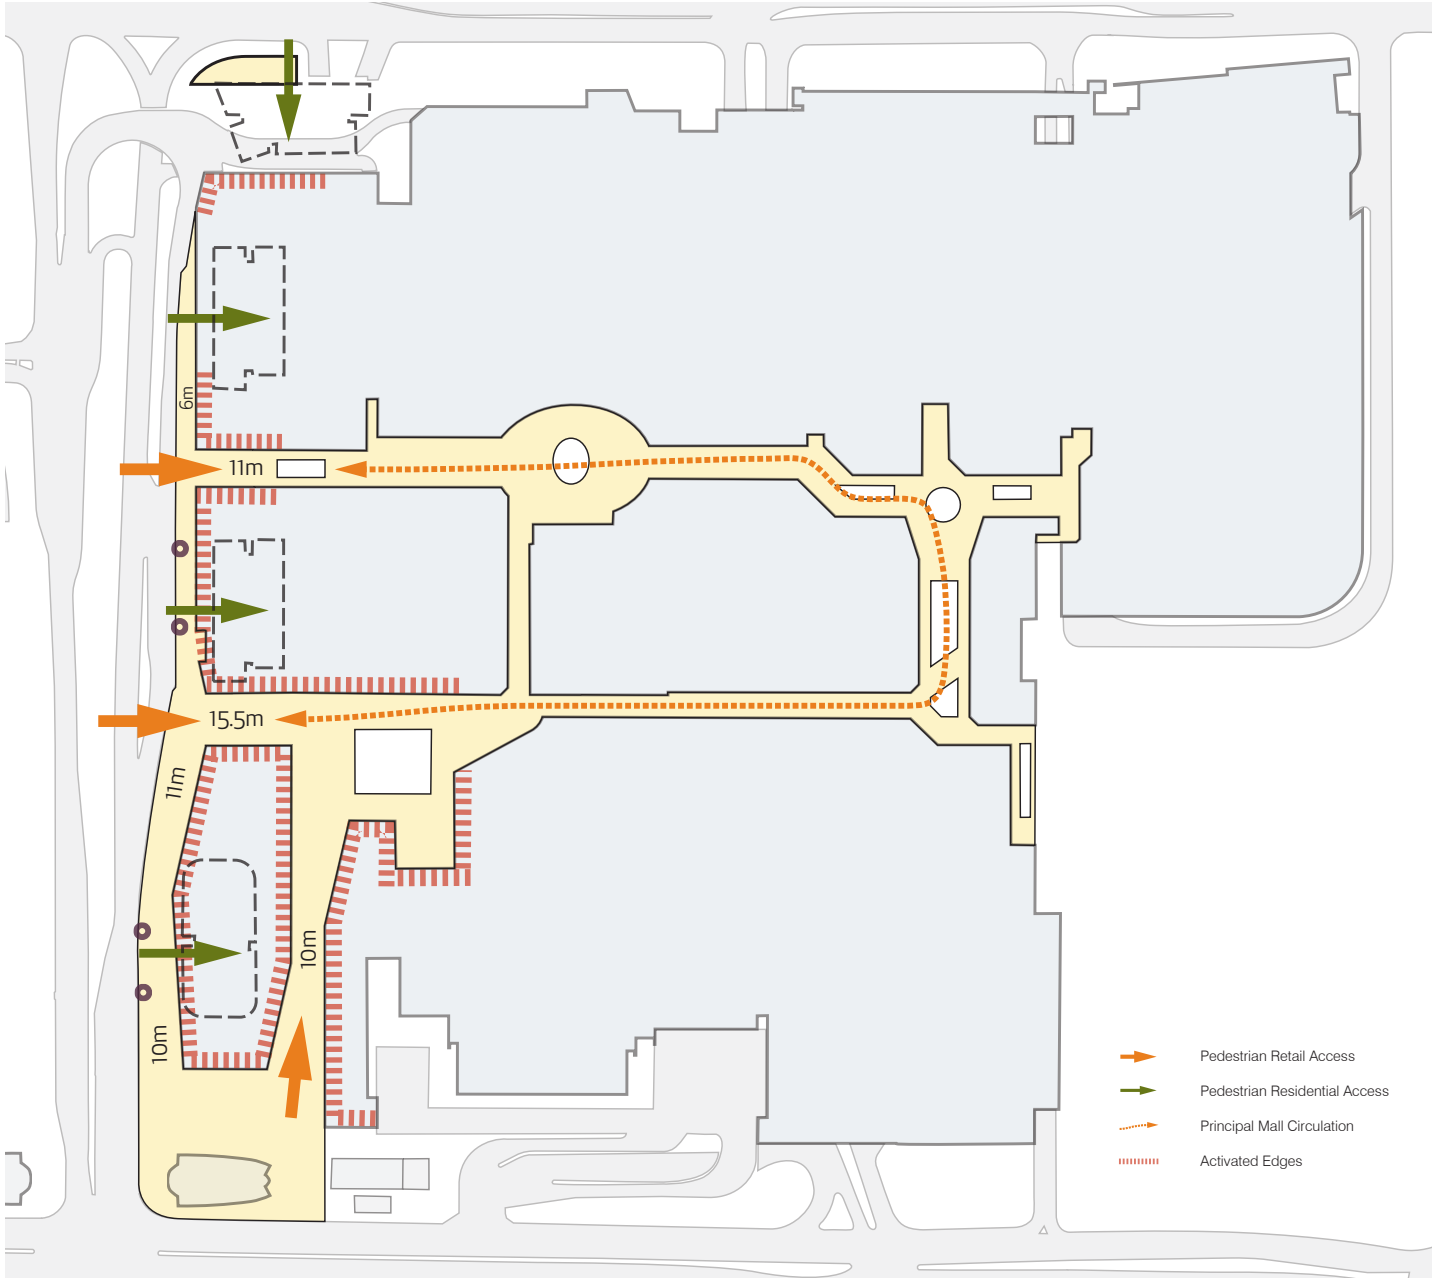 6m
11m
15.5m
11m
10m
10m
Pedestrian Retail Access
Pedestrian Residential Access
Principal Mall Circulation
Activated Edges